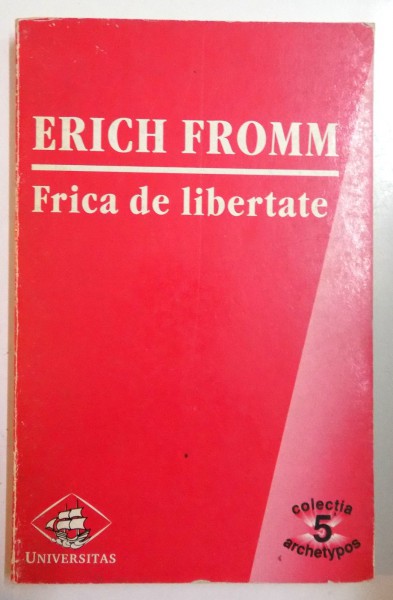 ERICH FROMM
Frica de libertate
UNIVERSITAS
colecția
5
archetypos